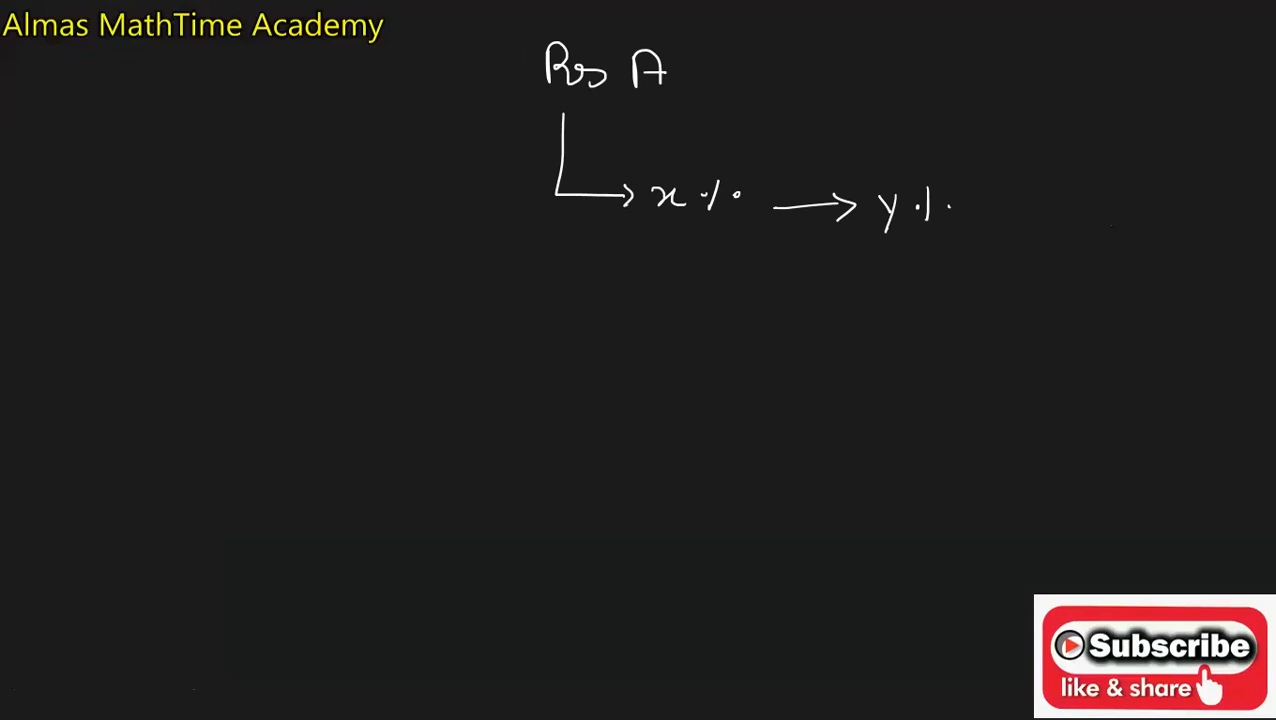 Almas MathTime Academy
Rs A
x % → y %
Subscribe
like & share